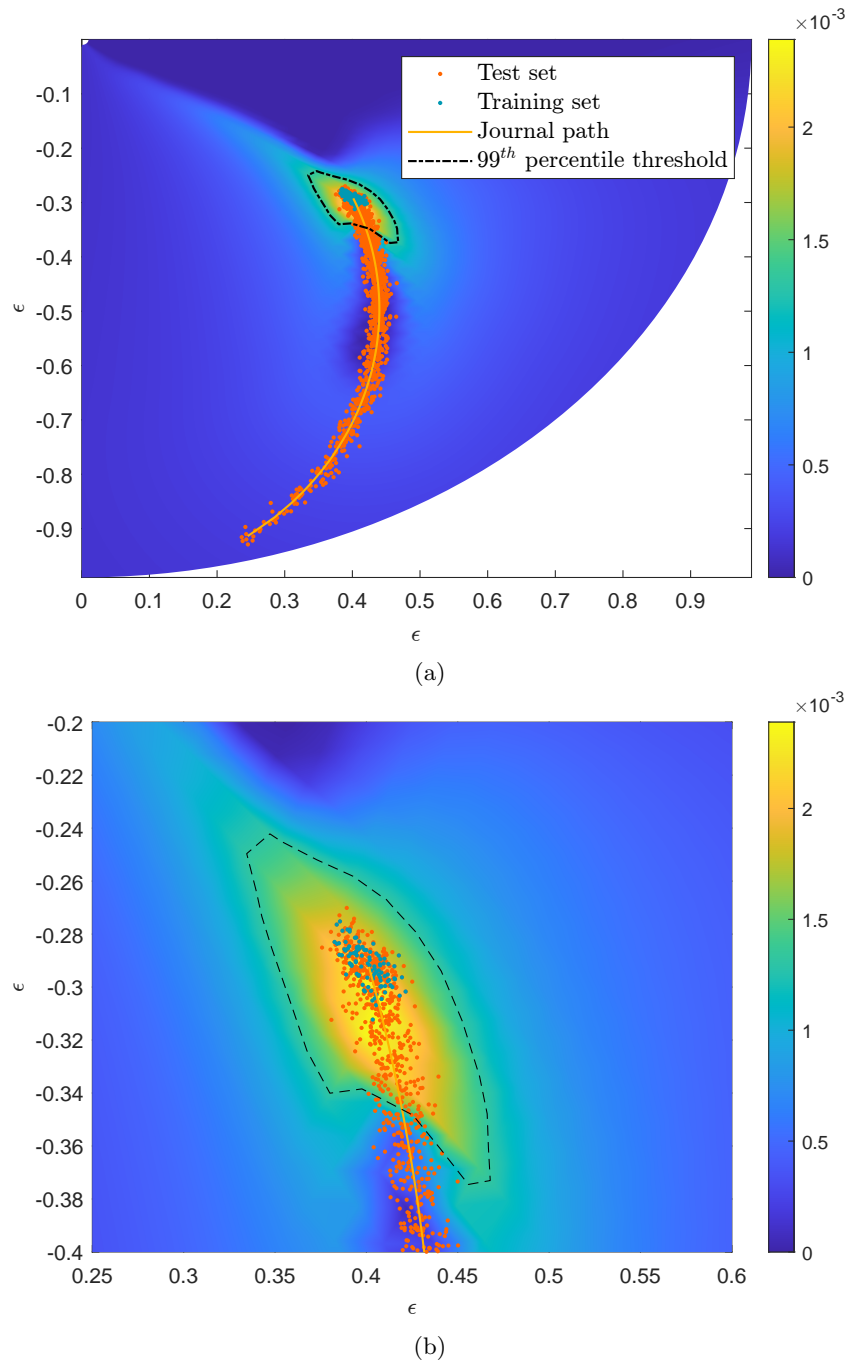 ×10⁻³
Test set
Training set
Journal path
99ᵗʰ percentile threshold
-0.1
-0.2
-0.3
-0.4
-0.5
-0.6
-0.7
-0.8
-0.9
ϵ
0 0.1 0.2 0.3 0.4 0.5 0.6 0.7 0.8 0.9
ϵ
2
1.5
1
0.5
0
(a)
×10⁻³
-0.2
-0.22
-0.24
-0.26
-0.28
-0.3
-0.32
-0.34
-0.36
-0.38
-0.4
ϵ
0.25 0.3 0.35 0.4 0.45 0.5 0.55 0.6
ϵ
2
1.5
1
0.5
0
(b)